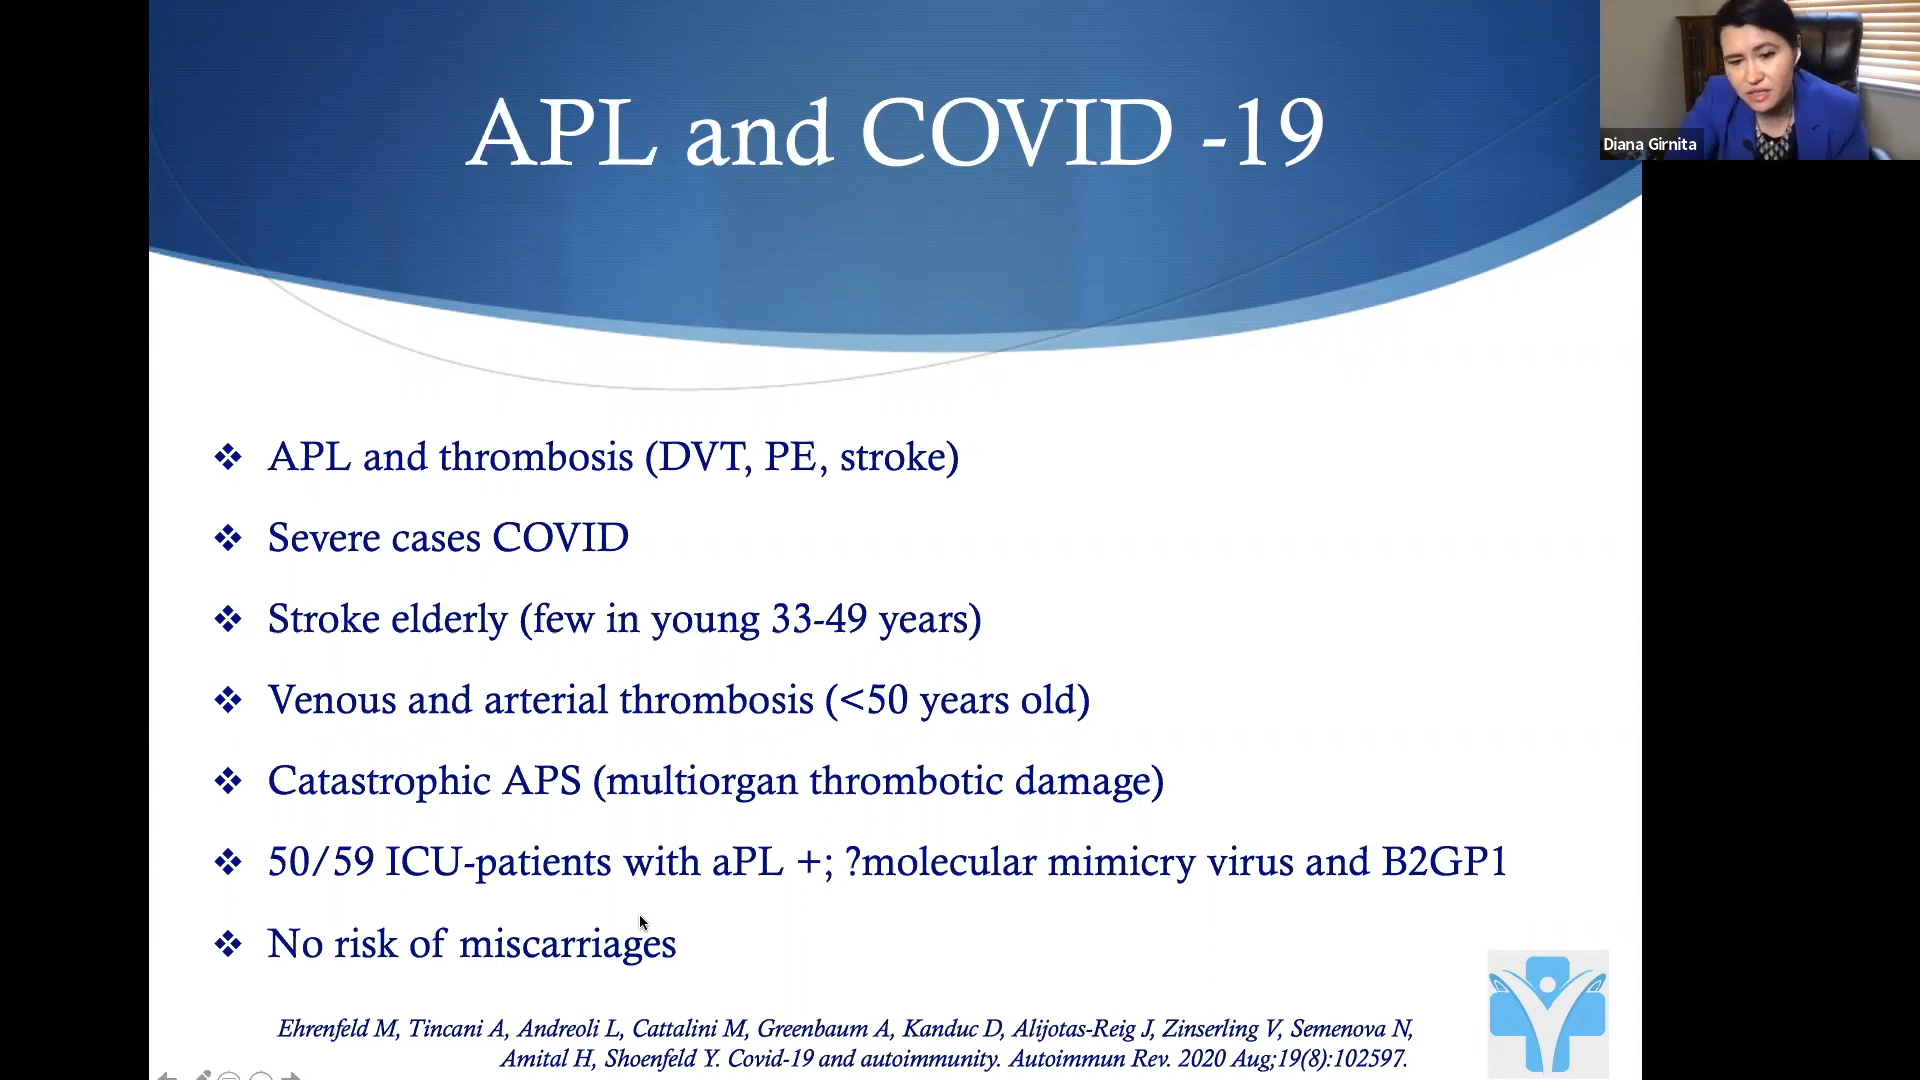 APL and COVID -19
Diana Girnita
APL and thrombosis (DVT, PE, stroke)
Severe cases COVID
Stroke elderly (few in young 33-49 years)
Venous and arterial thrombosis (<50 years old)
Catastrophic APS (multiorgan thrombotic damage)
50/59 ICU-patients with aPL +; ?molecular mimicry virus and B2GP1
No risk of miscarriages
Ehrenfeld M, Tincani A, Andreoli L, Cattalini M, Greenbaum A, Kanduc D, Alijotas-Reig J, Zinserling V, Semenova N,
Amital H, Shoenfeld Y. Covid-19 and autoimmunity. Autoimmun Rev. 2020 Aug;19(8):102597.